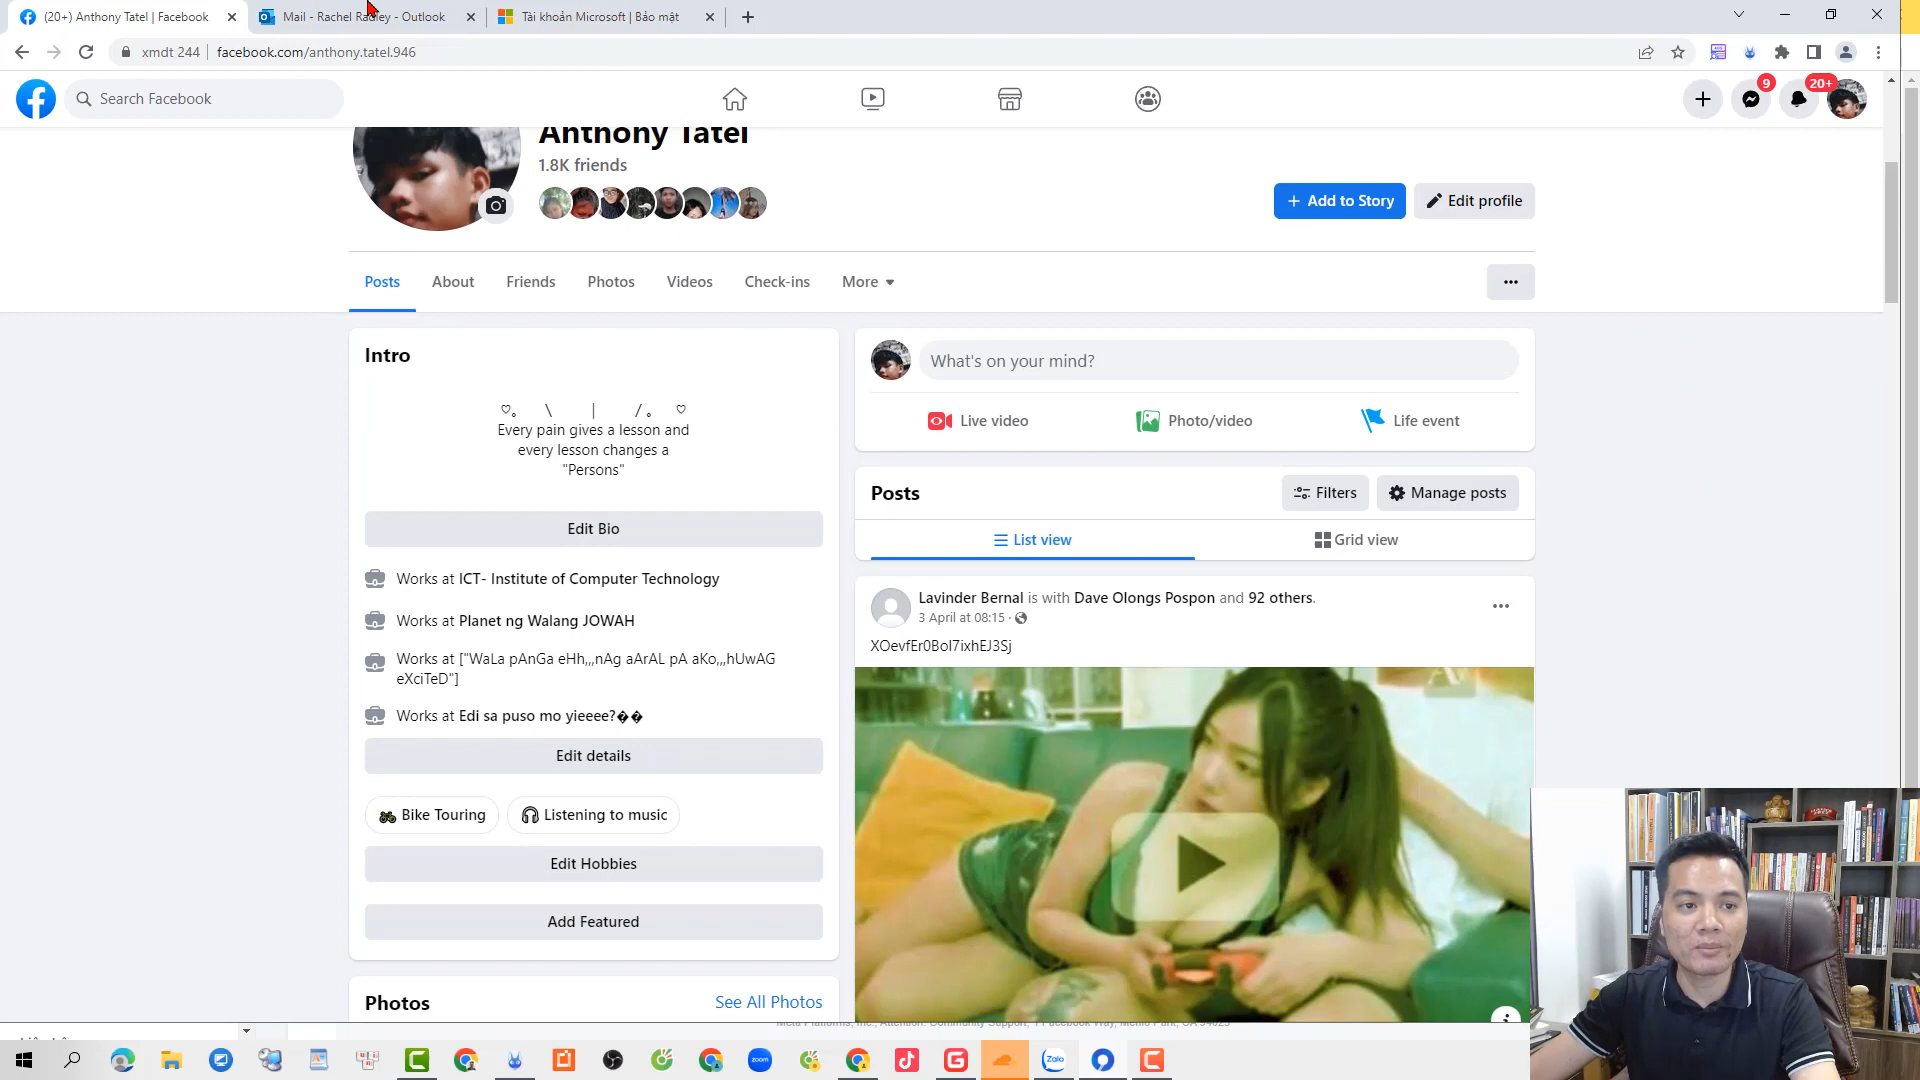 (20+) Anthony Tatel | Facebook
Mail - Rachel Radley - Outlook
Tài khoản Microsoft | Bảo mật
xmdt 244
facebook.com/anthony.tatel.946
Search Facebook
9
20+
Anthony Tatel
1.8K friends
+ Add to Story
Edit profile
Posts
About
Friends
Photos
Videos
Check-ins
More
Intro
♡。 \ | / 。 ♡
Every pain gives a lesson and
every lesson changes a
"Persons"
Edit Bio
Works at ICT- Institute of Computer Technology
Works at Planet ng Walang JOWAH
Works at ["WaLa pAnGa eHh,,,nAg aArAL pA aKo,,,hUwAG
eXciTeD"]
Works at Edi sa puso mo yieeee?��
Edit details
Bike Touring
Listening to music
Edit Hobbies
Add Featured
Photos
See All Photos
What's on your mind?
Live video
Photo/video
Life event
Posts
Filters
Manage posts
List view
Grid view
Lavinder Bernal is with Dave Olongs Pospon and 92 others.
3 April at 08:15 ·
XOevfEr0Bol7ixhEJ3Sj
zoom
Zalo